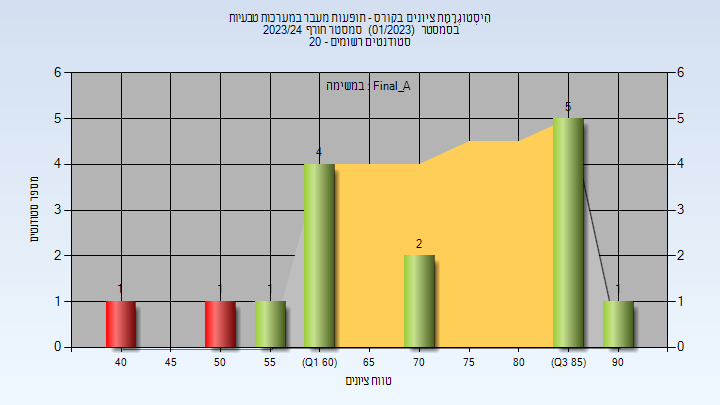 היסטוגרמת ציונים בקורס - תופעות מעבר במערכות טבעיות
בסמסטר (01/2023) סמסטר חורף 2023/24
סטודנטים רשומים - 20
במשימה : Final_A
6 6
5 5
4 4
3 3
2 2
1 1
0 0
1 1 1 4 2 5 1
מספר סטודנטים
40 45 50 55 (Q1 60) 65 70 75 80 (Q3 85) 90
טווח ציונים